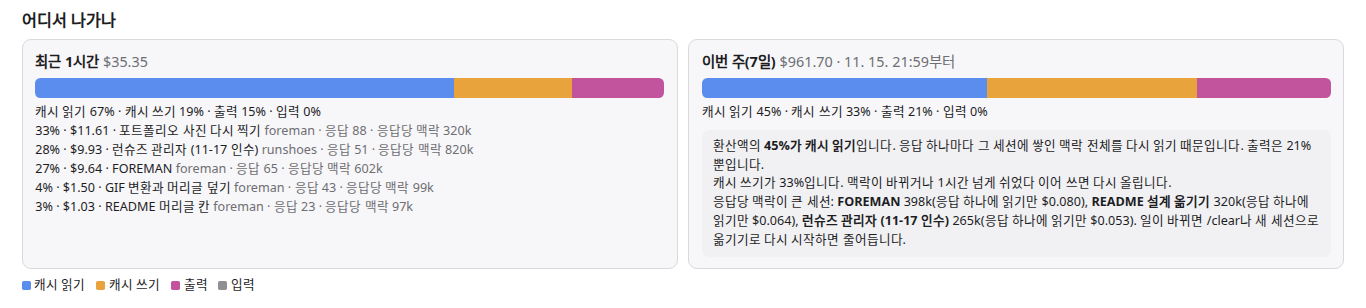 어디서 나가나
최근 1시간 $35.35
캐시 읽기 67% · 캐시 쓰기 19% · 출력 15% · 입력 0%
33% · $11.61 · 포트폴리오 사진 다시 찍기 foreman · 응답 88 · 응답당 맥락 320k
28% · $9.93 · 런슈즈 관리자 (11-17 인수) runshoes · 응답 51 · 응답당 맥락 820k
27% · $9.64 · FOREMAN foreman · 응답 65 · 응답당 맥락 602k
4% · $1.50 · GIF 변환과 머리글 덮기 foreman · 응답 43 · 응답당 맥락 99k
3% · $1.03 · README 머리글 칸 foreman · 응답 23 · 응답당 맥락 97k
이번 주(7일) $961.70 · 11. 15. 21:59부터
캐시 읽기 45% · 캐시 쓰기 33% · 출력 21% · 입력 0%
환산액의 45%가 캐시 읽기입니다. 응답 하나마다 그 세션에 쌓인 맥락 전체를 다시 읽기 때문입니다. 출력은 21%
뿐입니다.
캐시 쓰기가 33%입니다. 맥락이 바뀌거나 1시간 넘게 쉬었다 이어 쓰면 다시 올립니다.
응답당 맥락이 큰 세션: FOREMAN 398k(응답 하나에 읽기만 $0.080), README 설계 옮기기 320k(응답 하나에
읽기만 $0.064), 런슈즈 관리자 (11-17 인수) 265k(응답 하나에 읽기만 $0.053). 일이 바뀌면 /clear나 새 세션으로
옮기기로 다시 시작하면 줄어듭니다.
캐시 읽기 캐시 쓰기 출력 입력